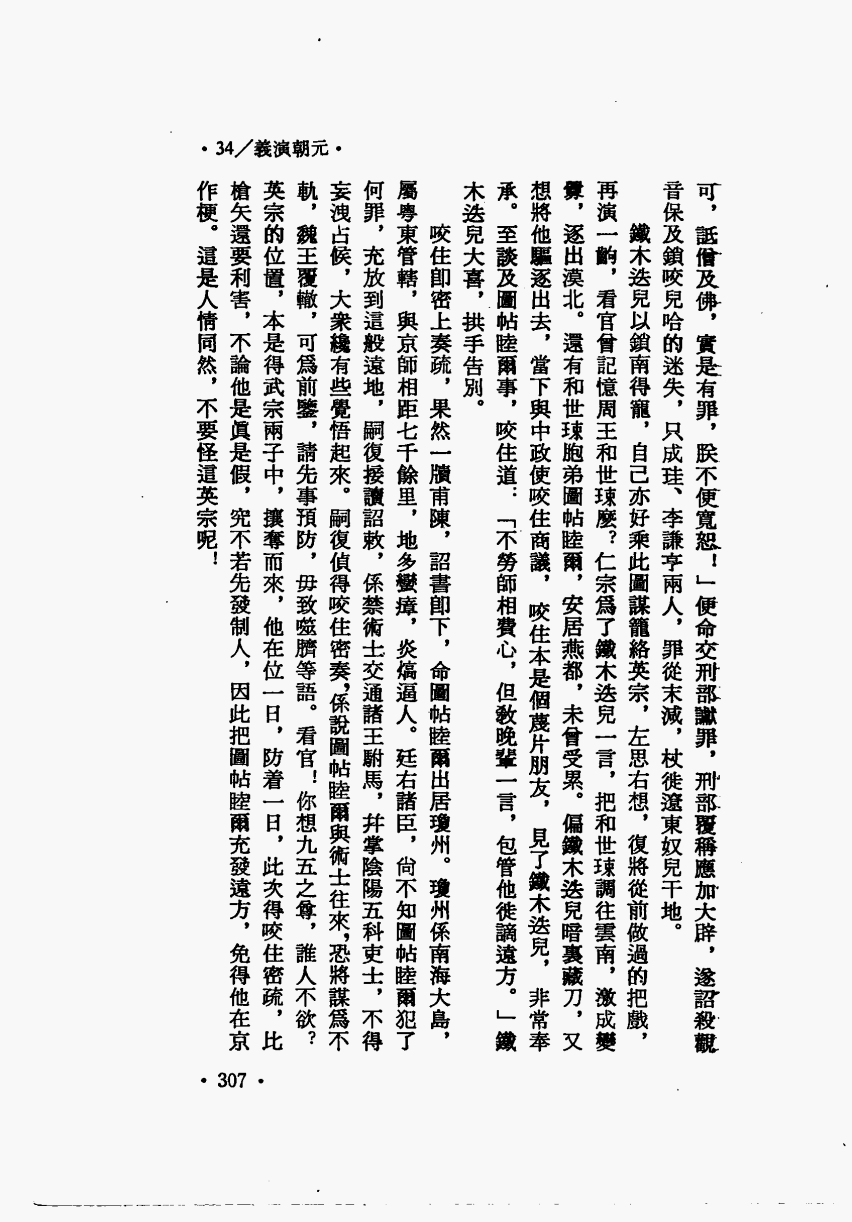 ·34／義演朝元·
可，詆僧及佛，實是有罪，朕不便寬恕！」便命交刑部讞罪，刑部覆稱應加大辟，遂詔殺觀
音保及鎖咬兒哈的迷失，只成珪、李謙亨兩人，罪從末減，杖徙遼東奴兒干地。
鐵木迭兒以鎖南得寵，自己亦好乘此圖謀籠絡英宗，左思右想，復將從前做過的把戲，
再演一齣，看官曾記憶周王和世㻋麼？仁宗爲了鐵木迭兒一言，把和世㻋調往雲南，激成變
釁，逐出漠北。還有和世㻋胞弟圖帖睦爾，安居燕都，未曾受累。偏鐵木迭兒暗裏藏刀，又
想將他驅逐出去，當下與中政使咬住商議，咬住本是個蔑片朋友，見了鐵木迭兒，非常奉
承。至談及圖帖睦爾事，咬住道：「不勞師相費心，但敎晚輩一言，包管他徙謫遠方。」鐵
木迭兒大喜，拱手告別。
咬住卽密上奏疏，果然一牘甫陳，詔書卽下，命圖帖睦爾出居瓊州。瓊州係南海大島，
屬粵東管轄，與京師相距七千餘里，地多蠻瘴，炎熇逼人。廷右諸臣，尙不知圖帖睦爾犯了
何罪，充放到這般遠地，嗣復接讀詔敕，係禁術士交通諸王駙馬，幷掌陰陽五科吏士，不得
妄洩占候，大衆纔有些覺悟起來。嗣復偵得咬住密奏，係說圖帖睦爾與術士往來，恐將謀爲不
軌，魏王覆轍，可爲前鑒，請先事預防，毋致噬臍等語。看官！你想九五之尊，誰人不欲？
英宗的位置，本是得武宗兩子中，攘奪而來，他在位一日，防着一日，此次得咬住密疏，比
槍矢還要利害，不論他是眞是假，究不若先發制人，因此把圖帖睦爾充發遠方，免得他在京
作梗。這是人情同然，不要怪這英宗呢！
·307·